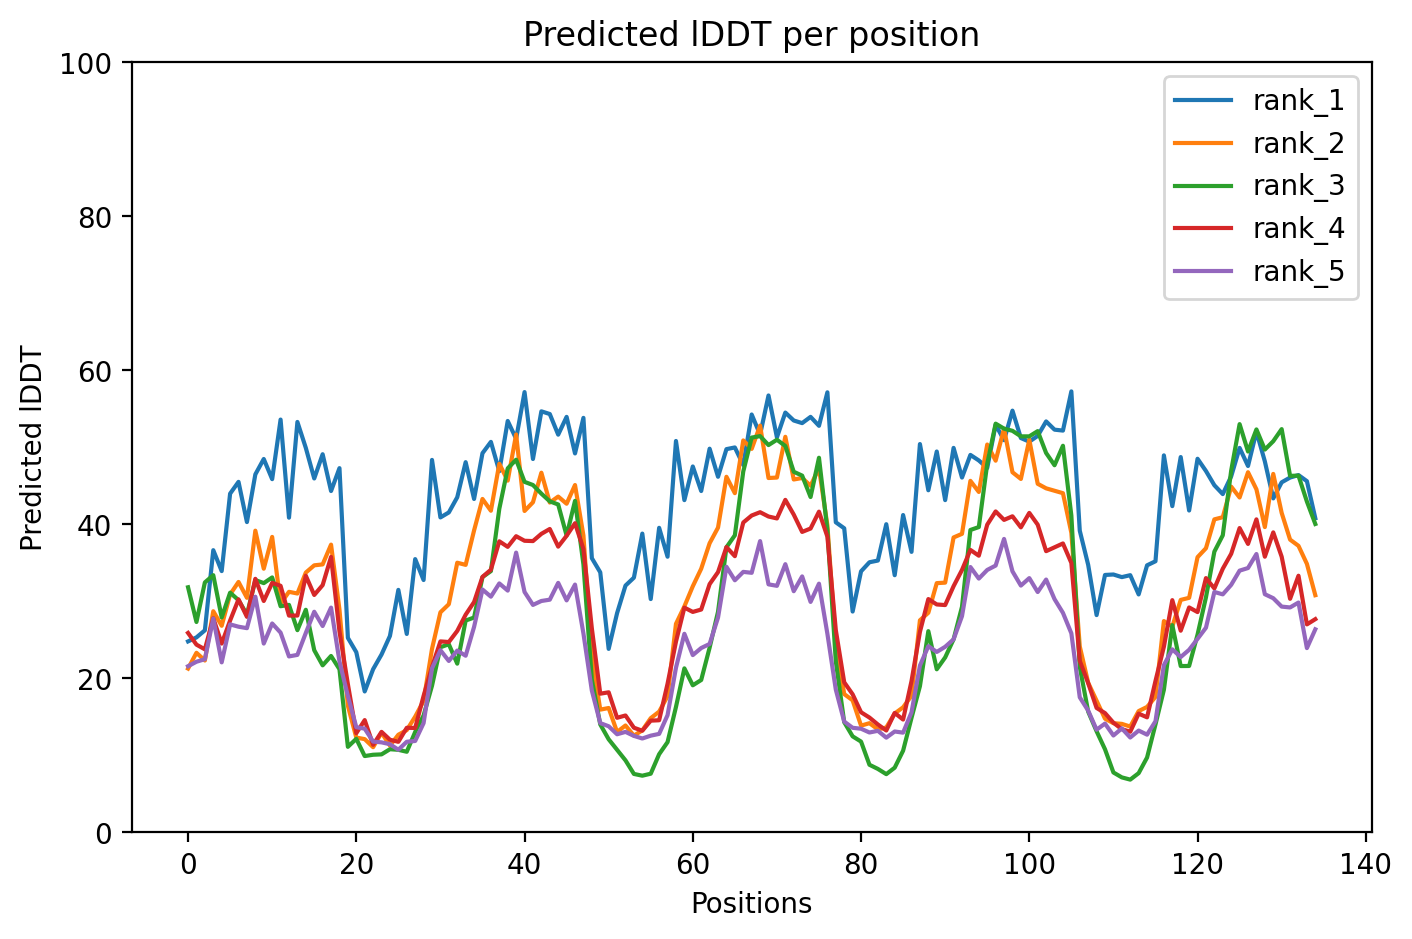 Predicted lDDT per position
100
80
60
40
20
0
Predicted lDDT
rank_1
rank_2
rank_3
rank_4
rank_5
0 20 40 60 80 100 120 140
Positions